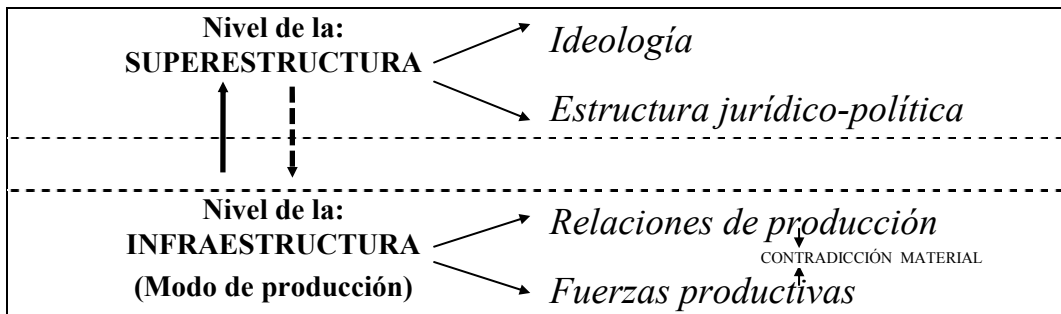 Nivel de la:
SUPERESTRUCTURA
Ideología
Estructura jurídico-política
Nivel de la:
INFRAESTRUCTURA
(Modo de producción)
Relaciones de producción
CONTRADICCIÓN MATERIAL
Fuerzas productivas